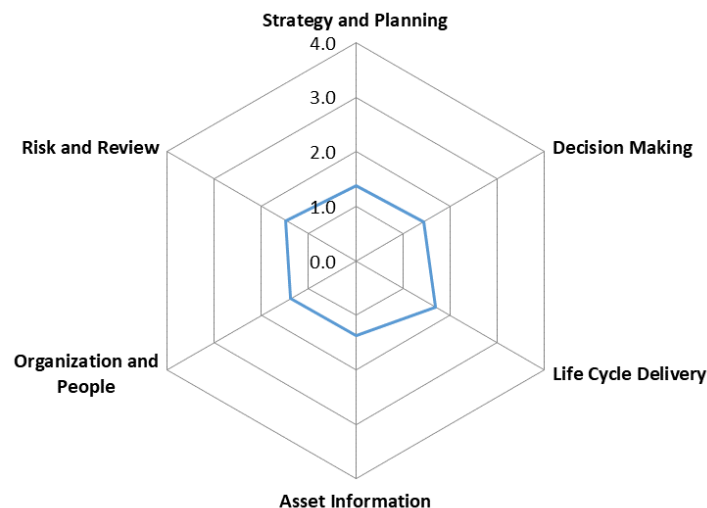 Strategy and Planning
4.0
3.0
Risk and Review
Decision Making
2.0
1.0
0.0
Organization and
People
Life Cycle Delivery
Asset Information